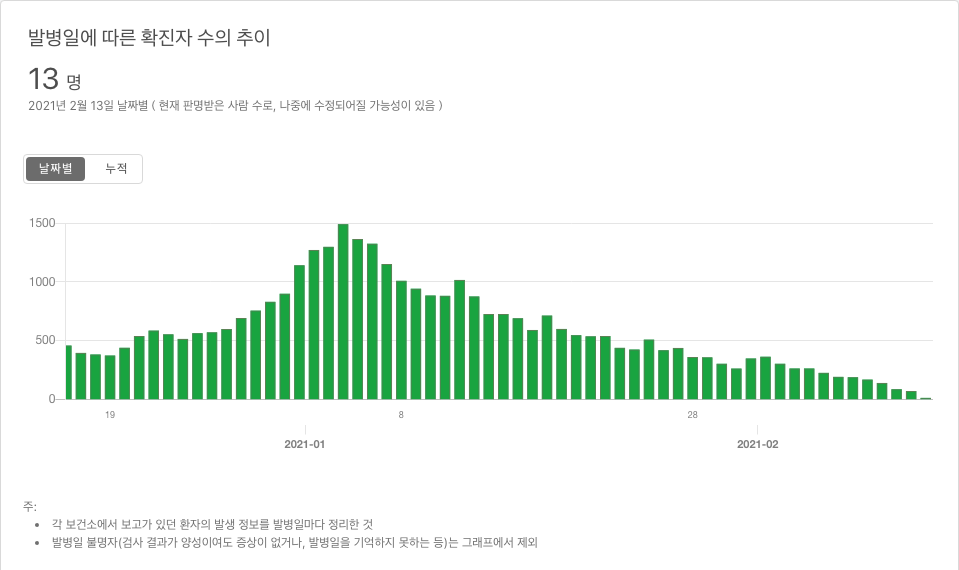 발병일에 따른 확진자 수의 추이
13 명
2021년 2월 13일 날짜별 ( 현재 판명받은 사람 수로, 나중에 수정되어질 가능성이 있음 )
날짜별 누적
1500
1000
500
0
19 8 28
2021-01 2021-02
주:
• 각 보건소에서 보고가 있던 환자의 발생 정보를 발병일마다 정리한 것
• 발병일 불명자(검사 결과가 양성이여도 증상이 없거나, 발병일을 기억하지 못하는 등)는 그래프에서 제외